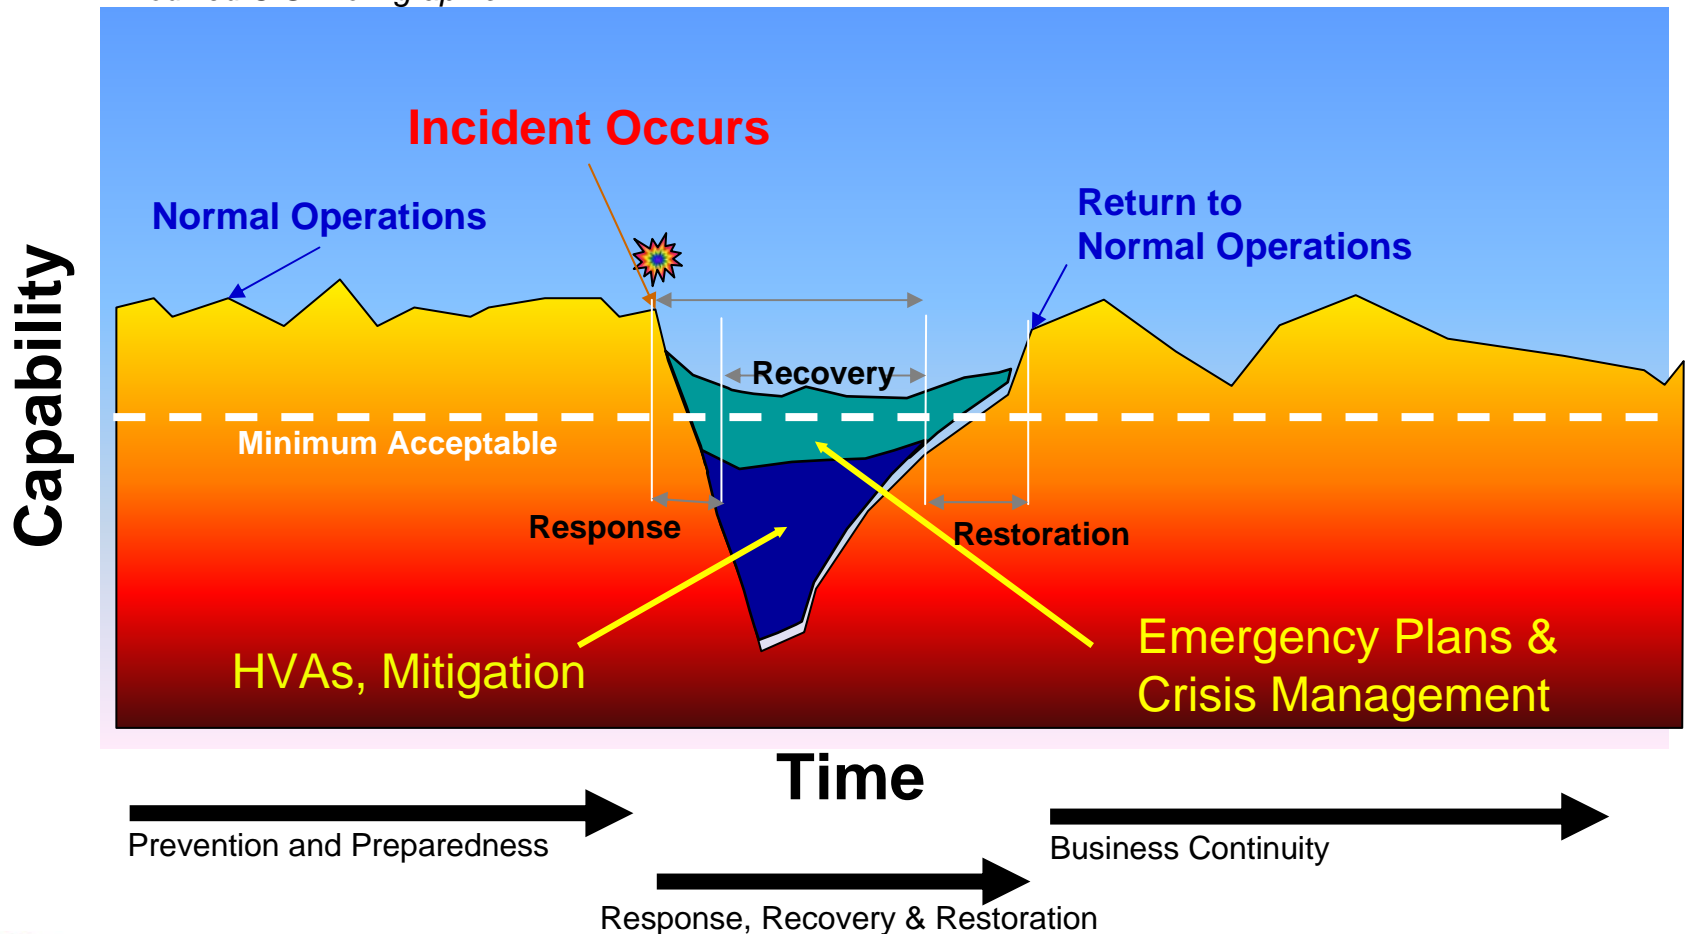 Incident Occurs
Normal Operations
Return to
Normal Operations
Capability
Recovery
Minimum Acceptable
Response
Restoration
HVAs, Mitigation
Emergency Plans &
Crisis Management
Time
Prevention and Preparedness
Business Continuity
Response, Recovery & Restoration